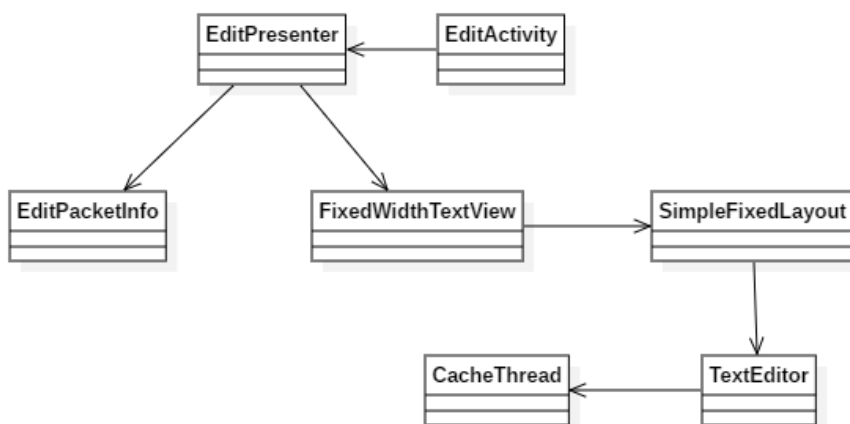 EditPresenter
EditActivity
EditPacketInfo
FixedWidthTextView
SimpleFixedLayout
CacheThread
TextEditor